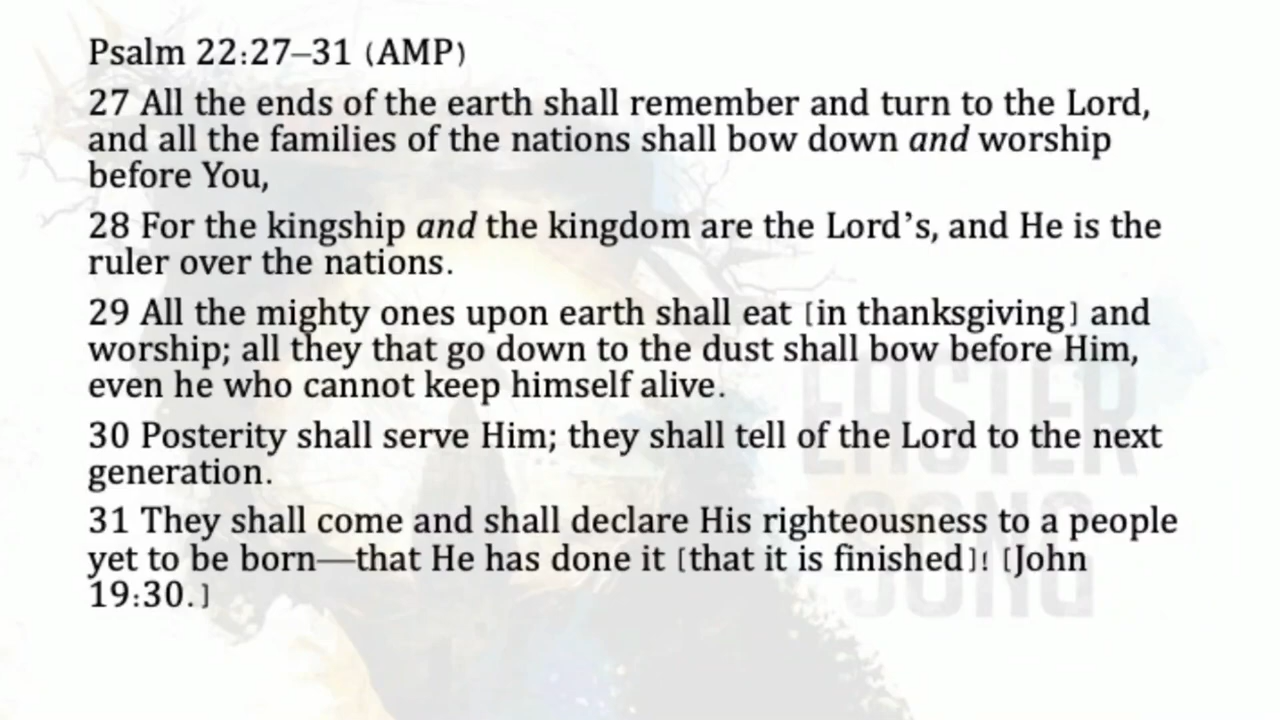 Psalm 22:27–31 (AMP)
27 All the ends of the earth shall remember and turn to the Lord,
and all the families of the nations shall bow down and worship
before You,
28 For the kingship and the kingdom are the Lord’s, and He is the
ruler over the nations.
29 All the mighty ones upon earth shall eat [in thanksgiving] and
worship; all they that go down to the dust shall bow before Him,
even he who cannot keep himself alive.
30 Posterity shall serve Him; they shall tell of the Lord to the next
generation.
31 They shall come and shall declare His righteousness to a people
yet to be born—that He has done it [that it is finished]! [John
19:30.]
EASTER
SONG